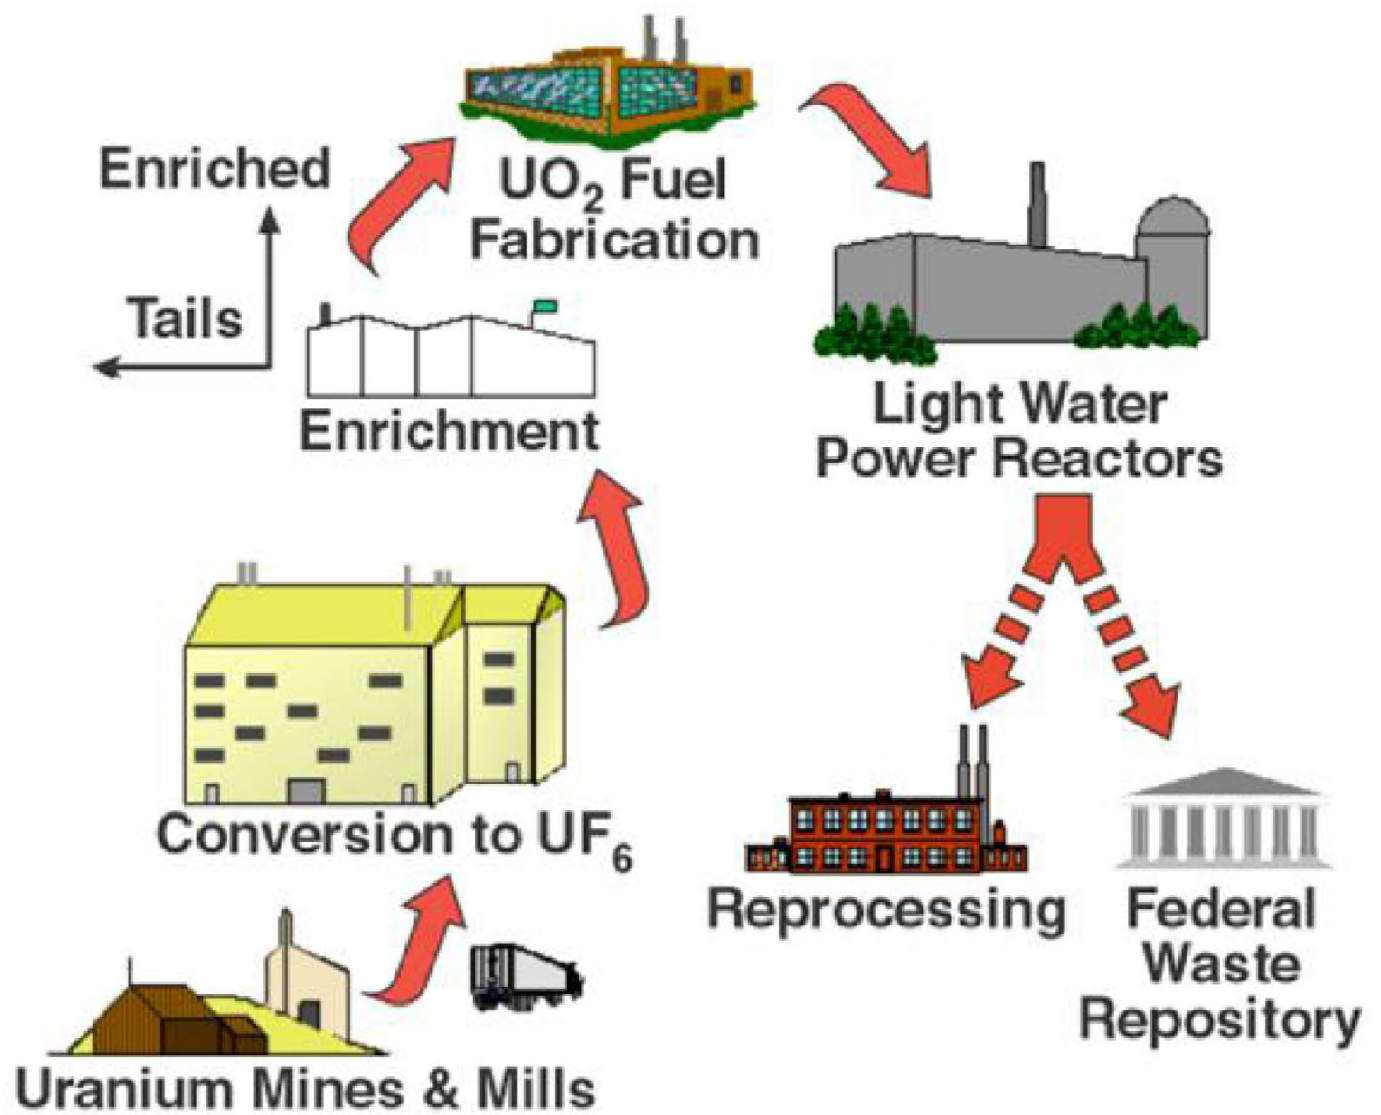 UO₂ Fuel
Fabrication
Enriched
Tails
Enrichment
Light Water
Power Reactors
Conversion to UF₆
Reprocessing
Federal
Waste
Repository
Uranium Mines & Mills